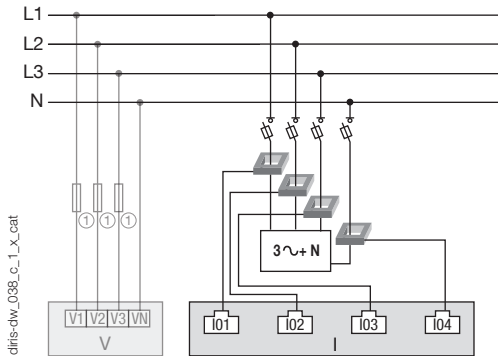 L1
L2
L3
N
1 1 1
3∿+ N
V1 V2 V3 VN
V
I01 I02 I03 I04
I
diris-dw_038_c_1_x_cat